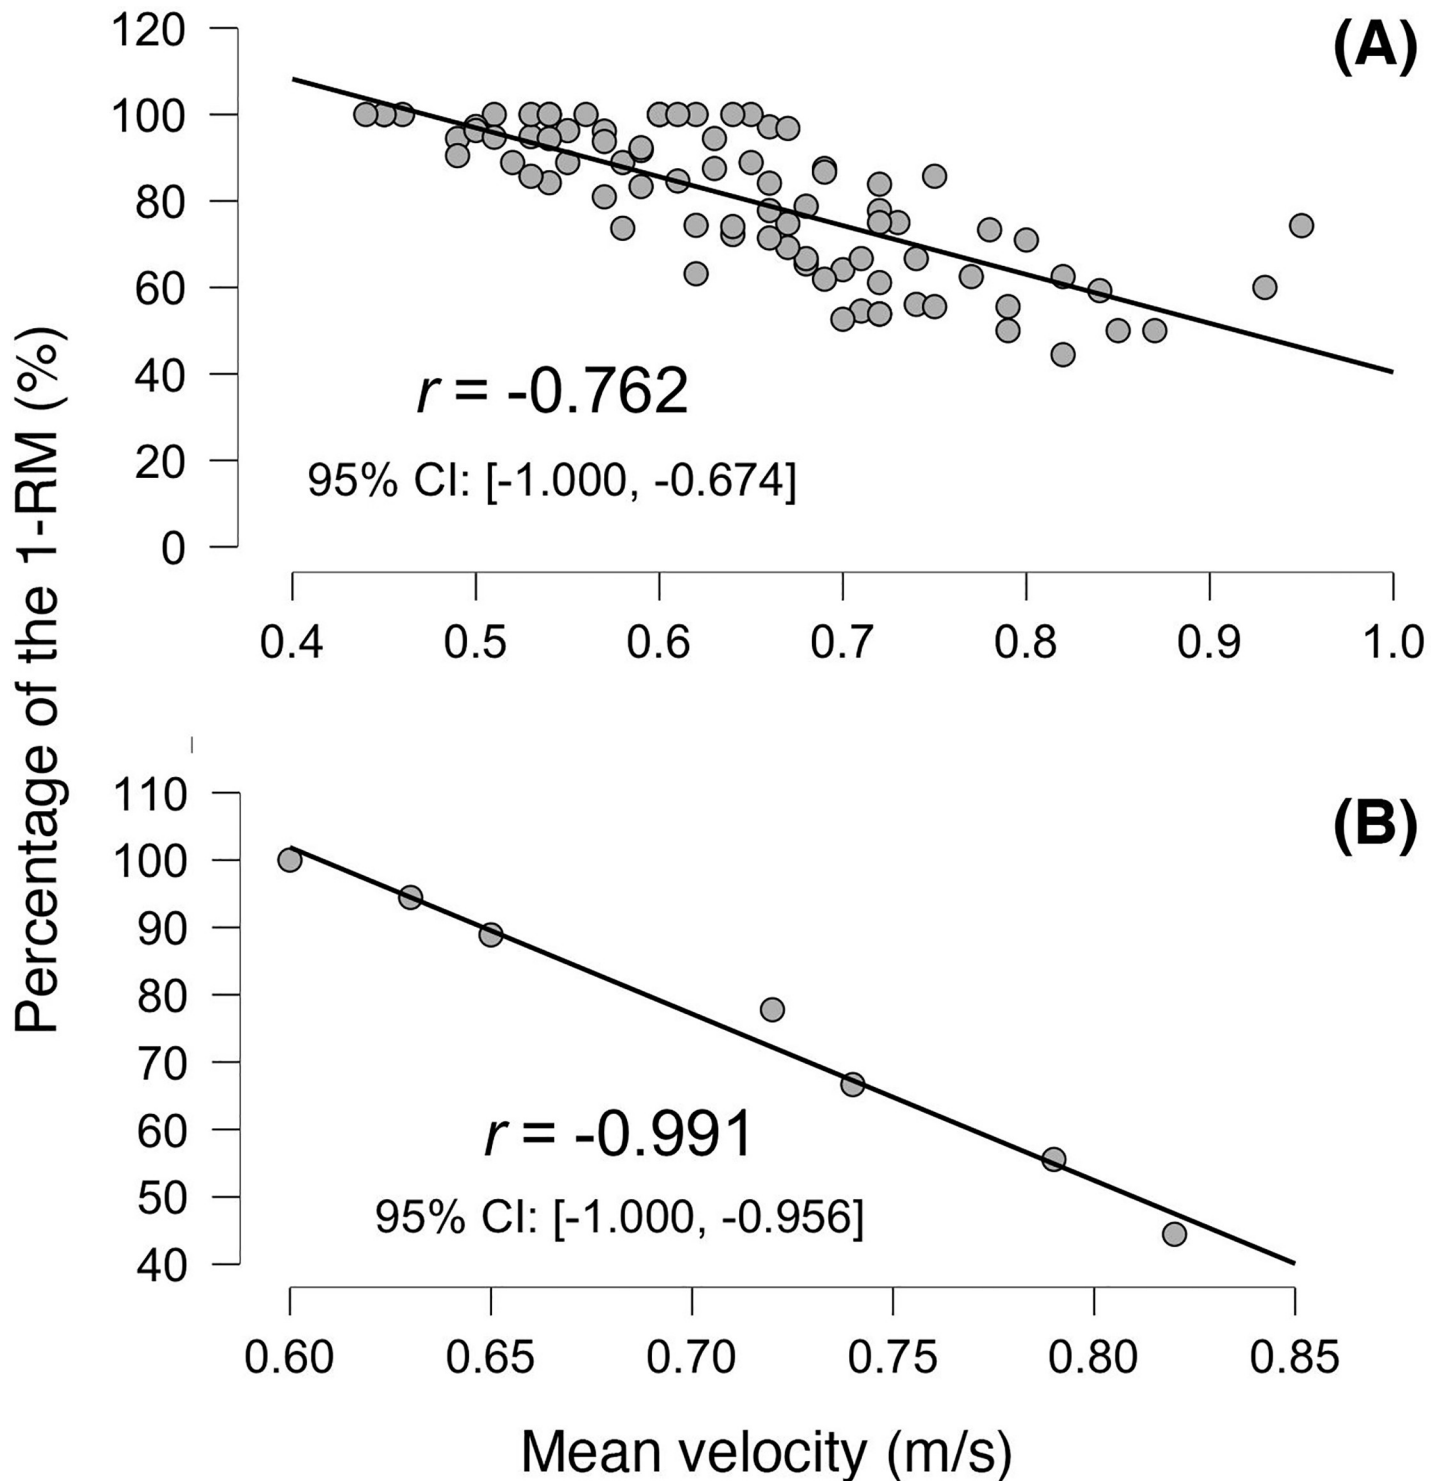 (A)
120
100
80
60
40
20
0
r = -0.762
95% CI: [-1.000, -0.674]
0.4 0.5 0.6 0.7 0.8 0.9 1.0
Percentage of the 1-RM (%)
(B)
110
100
90
80
70
60
50
40
r = -0.991
95% CI: [-1.000, -0.956]
0.60 0.65 0.70 0.75 0.80 0.85
Mean velocity (m/s)